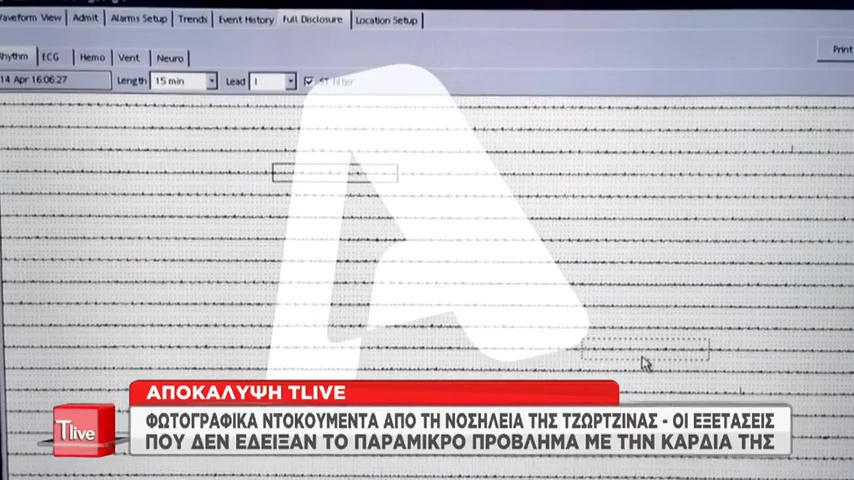 Waveform View Admit Alarms Setup Trends Event History Full Disclosure Location Setup
Print
Rhythm ECG Hemo Vent Neuro
14 Apr 16:06:27 Length 15 min Lead I ST filter
ΑΠΟΚΑΛΥΨΗ TLIVE
ΦΩΤΟΓΡΑΦΙΚΑ ΝΤΟΚΟΥΜΕΝΤΑ ΑΠΟ ΤΗ ΝΟΣΗΛΕΙΑ ΤΗΣ ΤΖΩΡΤΖΙΝΑΣ - ΟΙ ΕΞΕΤΑΣΕΙΣ
ΠΟΥ ΔΕΝ ΕΔΕΙΞΑΝ ΤΟ ΠΑΡΑΜΙΚΡΟ ΠΡΟΒΛΗΜΑ ΜΕ ΤΗΝ ΚΑΡΔΙΑ ΤΗΣ
Tlive